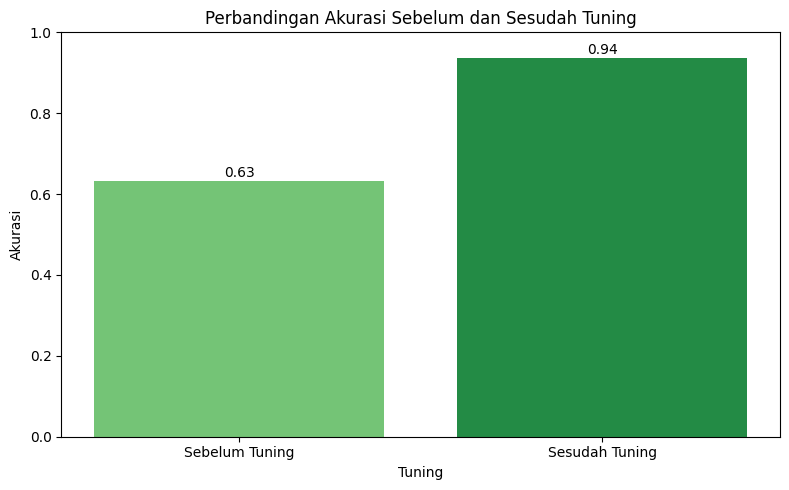 Perbandingan Akurasi Sebelum dan Sesudah Tuning
1.0
0.8
0.6
0.4
0.2
0.0
Akurasi
0.63
0.94
Sebelum Tuning
Sesudah Tuning
Tuning